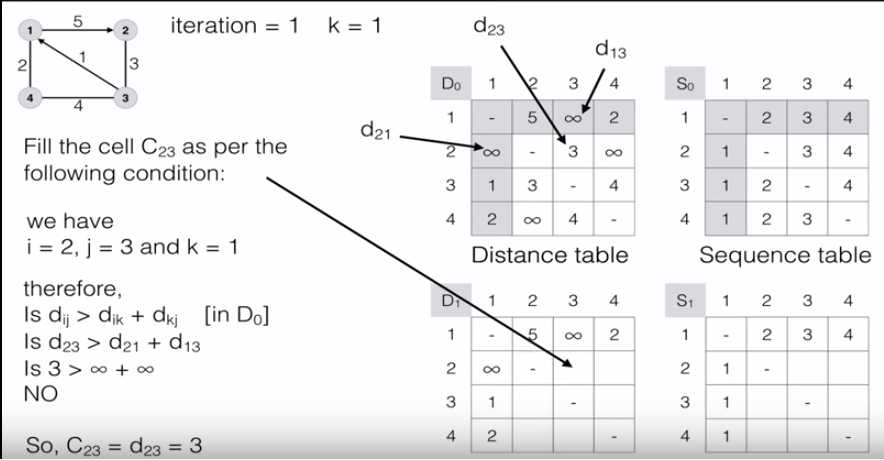 iteration = 1 k = 1
1 5 2
2 1 3
4 4 3
Fill the cell C₂₃ as per the
following condition:
we have
i = 2, j = 3 and k = 1
therefore,
Is dᵢⱼ > dᵢₖ + dₖⱼ [in D₀]
Is d₂₃ > d₂₁ + d₁₃
Is 3 > ∞ + ∞
NO
So, C₂₃ = d₂₃ = 3
d₂₃
d₁₃
d₂₁
D₀ 1 2 3 4
1 - 5 ∞ 2
2 ∞ - 3 ∞
3 1 3 - 4
4 2 ∞ 4 -
Distance table
S₀ 1 2 3 4
1 - 2 3 4
2 1 - 3 4
3 1 2 - 4
4 1 2 3 -
Sequence table
D₁ 1 2 3 4
1 - 5 ∞ 2
2 ∞ -
3 1 -
4 2 -
S₁ 1 2 3 4
1 - 2 3 4
2 1 -
3 1 -
4 1 -